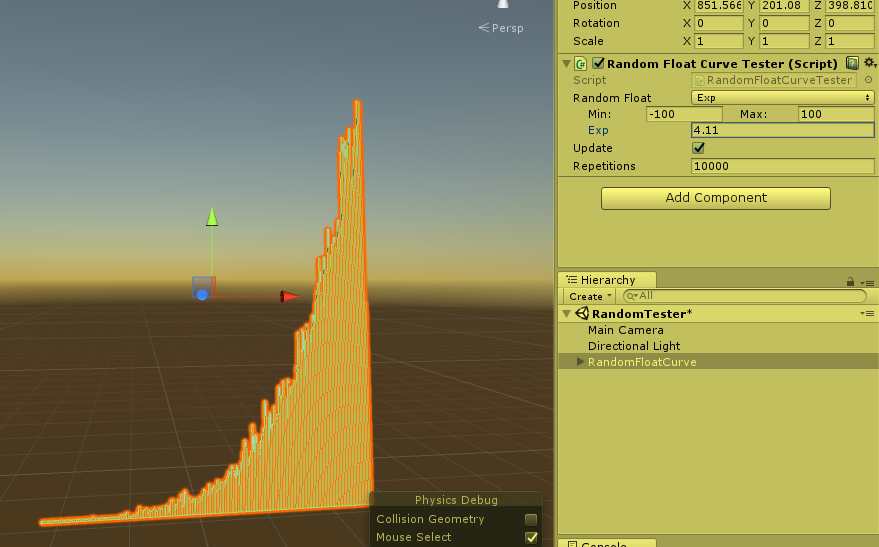 Persp
Physics Debug
Collision Geometry
Mouse Select
Position X 851.566 Y 201.08 Z 398.810
Rotation X 0 Y 0 Z 0
Scale X 1 Y 1 Z 1
Random Float Curve Tester (Script)
Script RandomFloatCurveTester
Random Float Exp
Min: -100 Max: 100
Exp 4.11
Update
Repetitions 10000
Add Component
Hierarchy
Create All
RandomTester*
Main Camera
Directional Light
RandomFloatCurve
Console